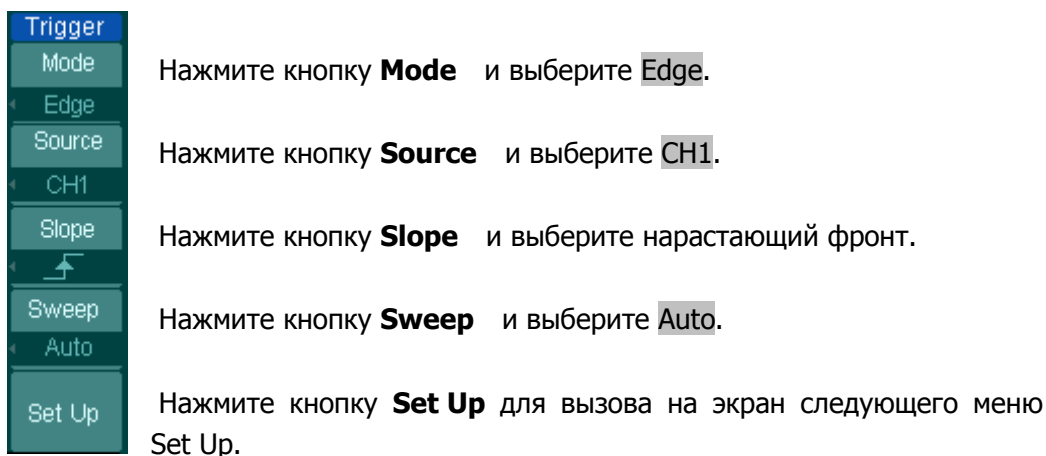 Trigger
Mode
Edge
Source
CH1
Slope
Sweep
Auto
Set Up
Нажмите кнопку Mode и выберите Edge.
Нажмите кнопку Source и выберите CH1.
Нажмите кнопку Slope и выберите нарастающий фронт.
Нажмите кнопку Sweep и выберите Auto.
Нажмите кнопку Set Up для вызова на экран следующего меню
Set Up.